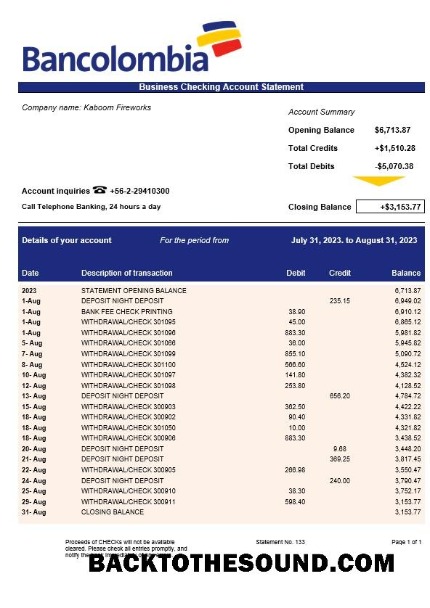 Bancolombia
Business Checking Account Statement
Company name: Kaboom Fireworks
Account Summary
Opening Balance $6,713.87
Total Credits +$1,510.28
Total Debits -$5,070.38
Account inquiries ☎ +56-2-29410300
Call Telephone Banking, 24 hours a day
Closing Balance +$3,153.77
Details of your account For the period from July 31, 2023. to August 31, 2023
Date Description of transaction Debit Credit Balance
2023 STATEMENT OPENING BALANCE 6,713.87
1-Aug DEPOSIT NIGHT DEPOSIT 235.15 6,949.02
1-Aug BANK FEE CHECK PRINTING 38.90 6,910.12
1-Aug WITHDRAWAL/CHECK 301095 45.00 6,865.12
1-Aug WITHDRAWAL/CHECK 301096 883.30 5,981.82
5- Aug WITHDRAWAL/CHECK 301086 36.00 5,945.82
7- Aug WITHDRAWAL/CHECK 301099 855.10 5,090.72
8- Aug WITHDRAWAL/CHECK 301100 566.60 4,524.12
10- Aug WITHDRAWAL/CHECK 301097 141.80 4,382.32
12- Aug WITHDRAWAL/CHECK 301098 253.80 4,128.52
13- Aug DEPOSIT NIGHT DEPOSIT 656.20 4,784.72
15- Aug WITHDRAWAL/CHECK 300903 362.50 4,422.22
18- Aug WITHDRAWAL/CHECK 300902 90.40 4,331.82
18- Aug WITHDRAWAL/CHECK 301050 10.00 4,321.82
18- Aug WITHDRAWAL/CHECK 300906 883.30 3,438.52
20- Aug DEPOSIT NIGHT DEPOSIT 9.68 3,448.20
21- Aug DEPOSIT NIGHT DEPOSIT 369.25 3,817.45
22- Aug WITHDRAWAL/CHECK 300905 266.98 3,550.47
24- Aug DEPOSIT NIGHT DEPOSIT 240.00 3,790.47
25- Aug WITHDRAWAL/CHECK 300910 38.30 3,752.17
25- Aug WITHDRAWAL/CHECK 300911 598.40 3,153.77
31- Aug CLOSING BALANCE 3,153.77
Proceeds of CHECKs will not be available Statement No. 133 Page 1 of 1
cleared. Please check all entries promptly, and
notify the
BACKTOTHESOUND.COM